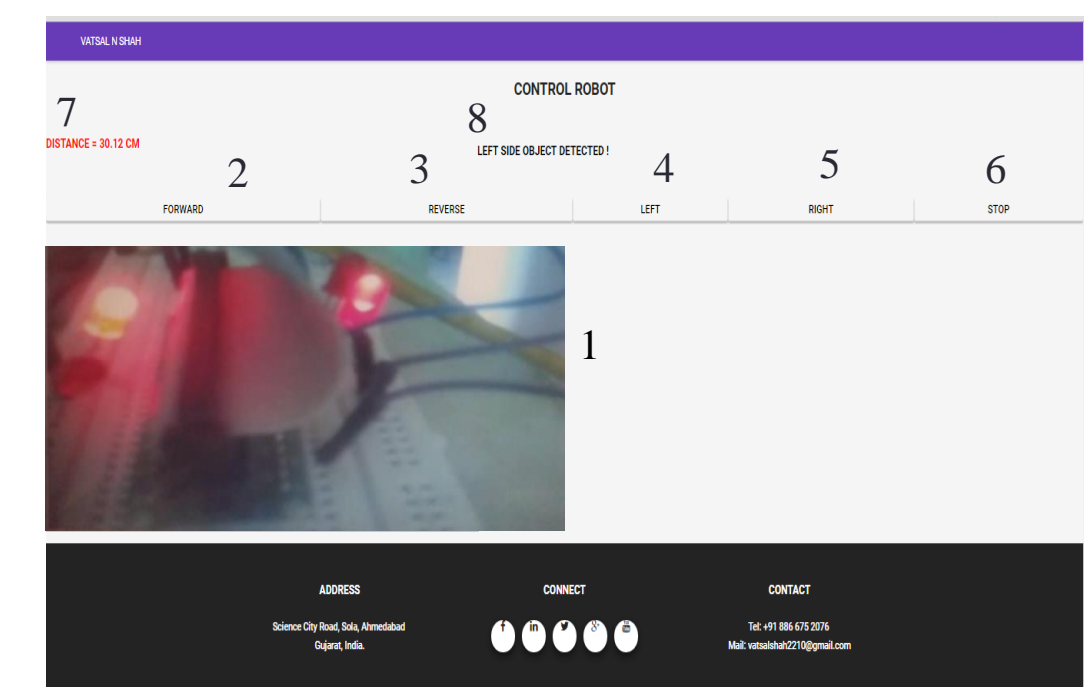 VATSAL N SHAH
CONTROL ROBOT
7
8
DISTANCE = 30.12 CM
LEFT SIDE OBJECT DETECTED !
2
3
4
5
6
FORWARD
REVERSE
LEFT
RIGHT
STOP
1
ADDRESS
CONNECT
CONTACT
Science City Road, Sola, Ahmedabad
Gujarat, India.
f
in
g+
You
Tel: +91 886 675 2076
Mail: vatsalshah2210@gmail.com